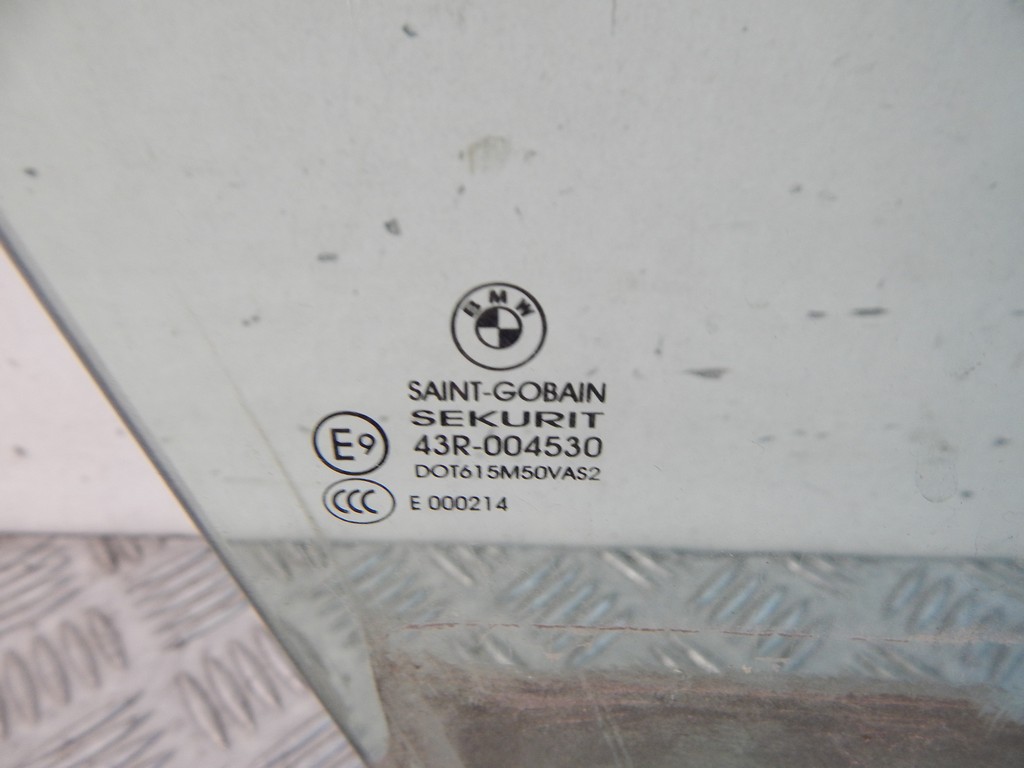 BMW
SAINT-GOBAIN
SEKURIT
E9 43R-004530
DOT615M50VAS2
CCC E 000214